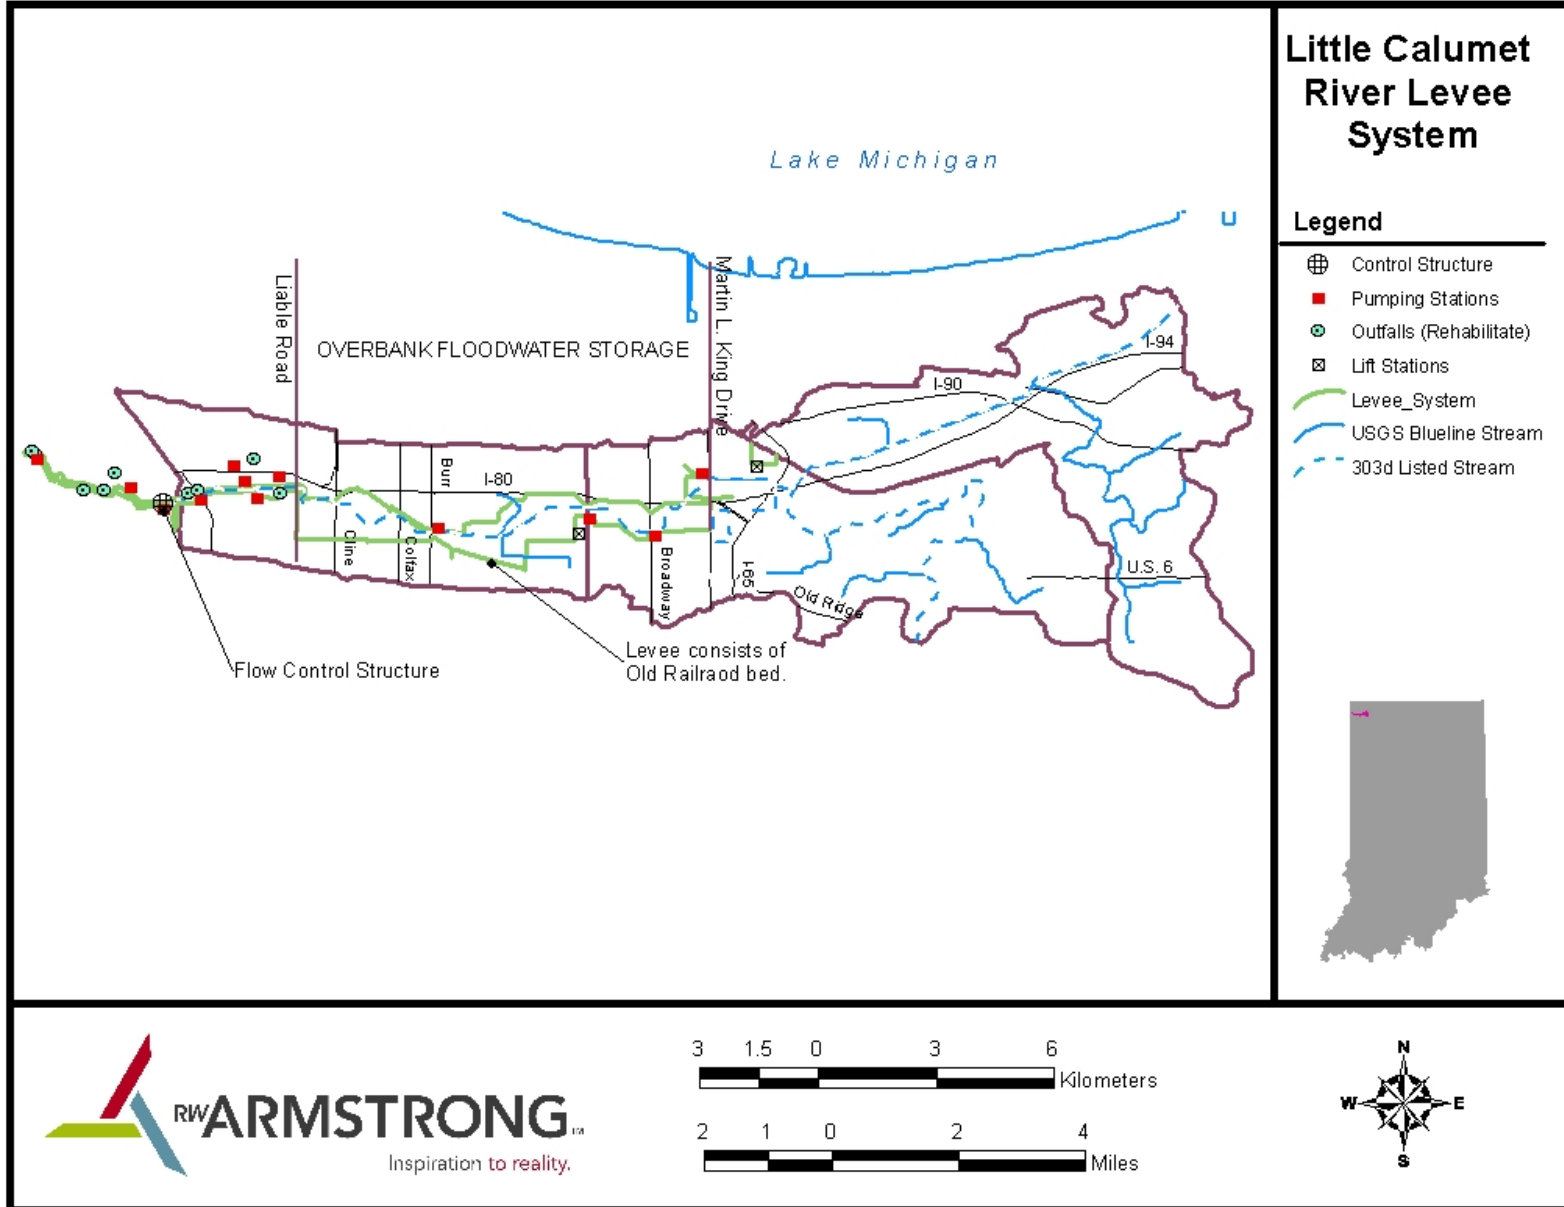 Little Calumet
River Levee
System
Legend
Control Structure
Pumping Stations
Outfalls (Rehabilitate)
Lift Stations
Levee_System
USGS Blueline Stream
303d Listed Stream
Lake Michigan
Liable Road
OVERBANK FLOODWATER STORAGE
Martin L. King Drive
I-94
I-90
Burr
I-80
Cline
Colfax
Broadway
I-65
Old Ridge
U.S. 6
Flow Control Structure
Levee consists of
Old Railraod bed.
RWARMSTRONG TM
Inspiration to reality.
3 1.5 0 3 6
Kilometers
2 1 0 2 4
Miles
N
W E
S